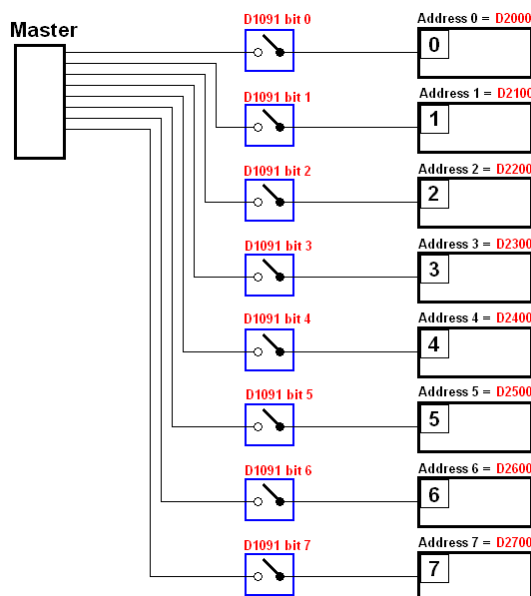 Master
D1091 bit 0
Address 0 = D2000
0
D1091 bit 1
Address 1 = D2100
1
D1091 bit 2
Address 2 = D2200
2
D1091 bit 3
Address 3 = D2300
3
D1091 bit 4
Address 4 = D2400
4
D1091 bit 5
Address 5 = D2500
5
D1091 bit 6
Address 6 = D2600
6
D1091 bit 7
Address 7 = D2700
7